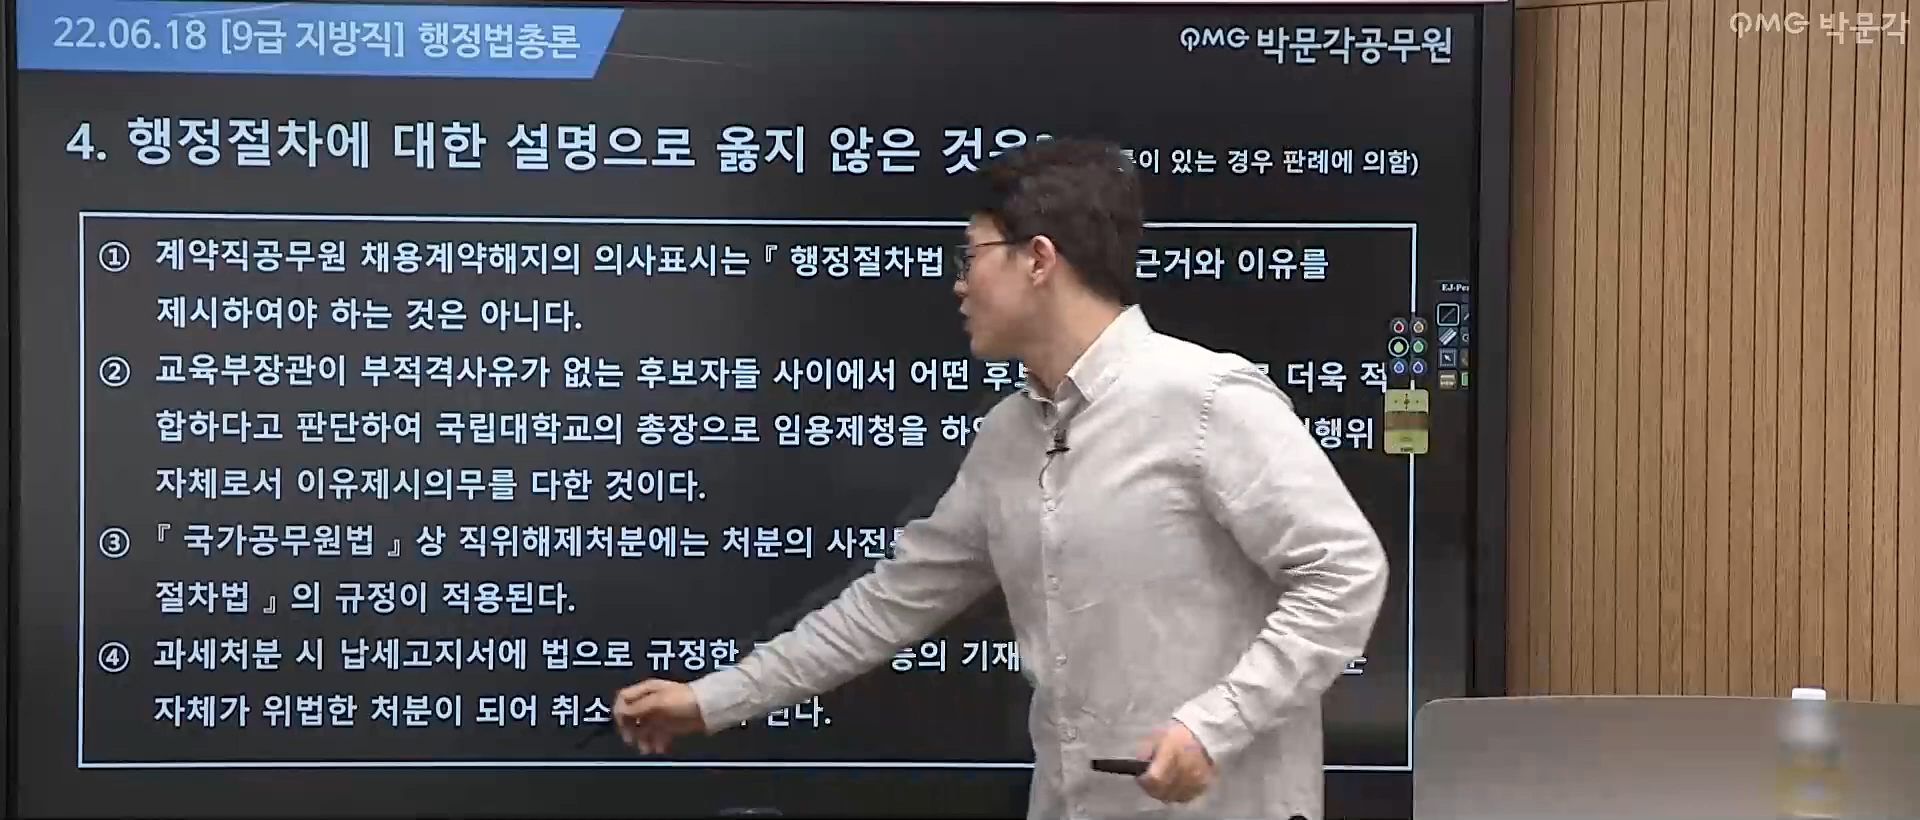 22.06.18 [9급 지방직] 행정법총론
QMG 박문각공무원
QMG 박문각
4. 행정절차에 대한 설명으로 옳지 않은 것은? 있는 경우 판례에 의함)
① 계약직공무원 채용계약해지의 의사표시는 『 행정절차법 근거와 이유를
제시하여야 하는 것은 아니다.
② 교육부장관이 부적격사유가 없는 후보자들 사이에서 어떤 더욱 적
합하다고 판단하여 국립대학교의 총장으로 임용제청을
자체로서 이유제시의무를 다한 것이다.
③ 『 국가공무원법 』 상 직위해제처분에는 처분의
절차법 』 의 규정이 적용된다.
④ 과세처분 시 납세고지서에 법으로 규정한 등의
자체가 위법한 처분이 되어 된다.